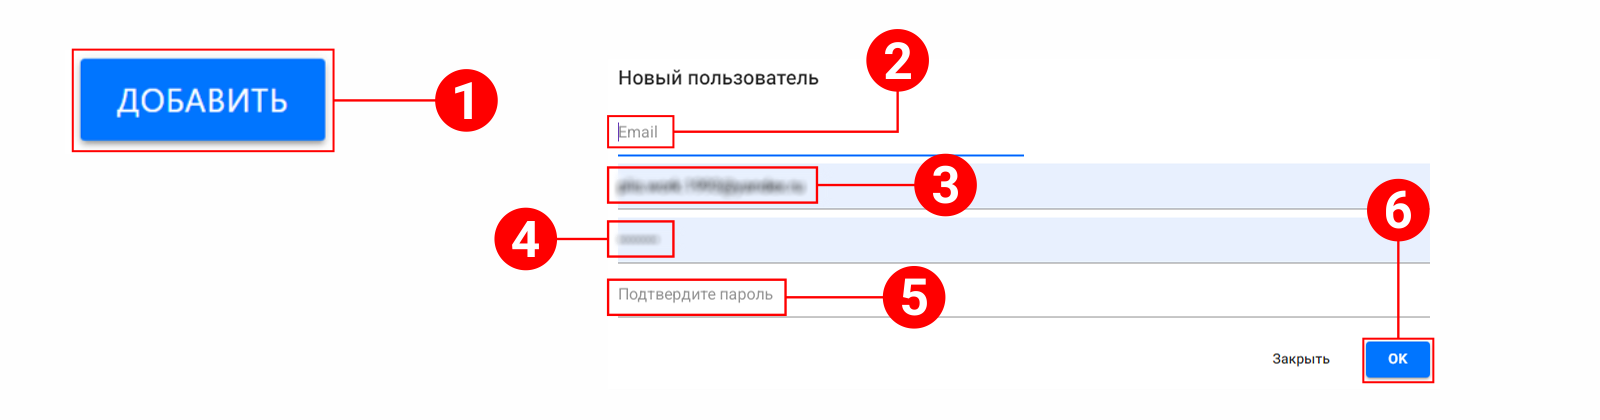 ДОБАВИТЬ
1
2
Новый пользователь
Email
3
4
6
Подтвердите пароль
5
Закрыть
OK